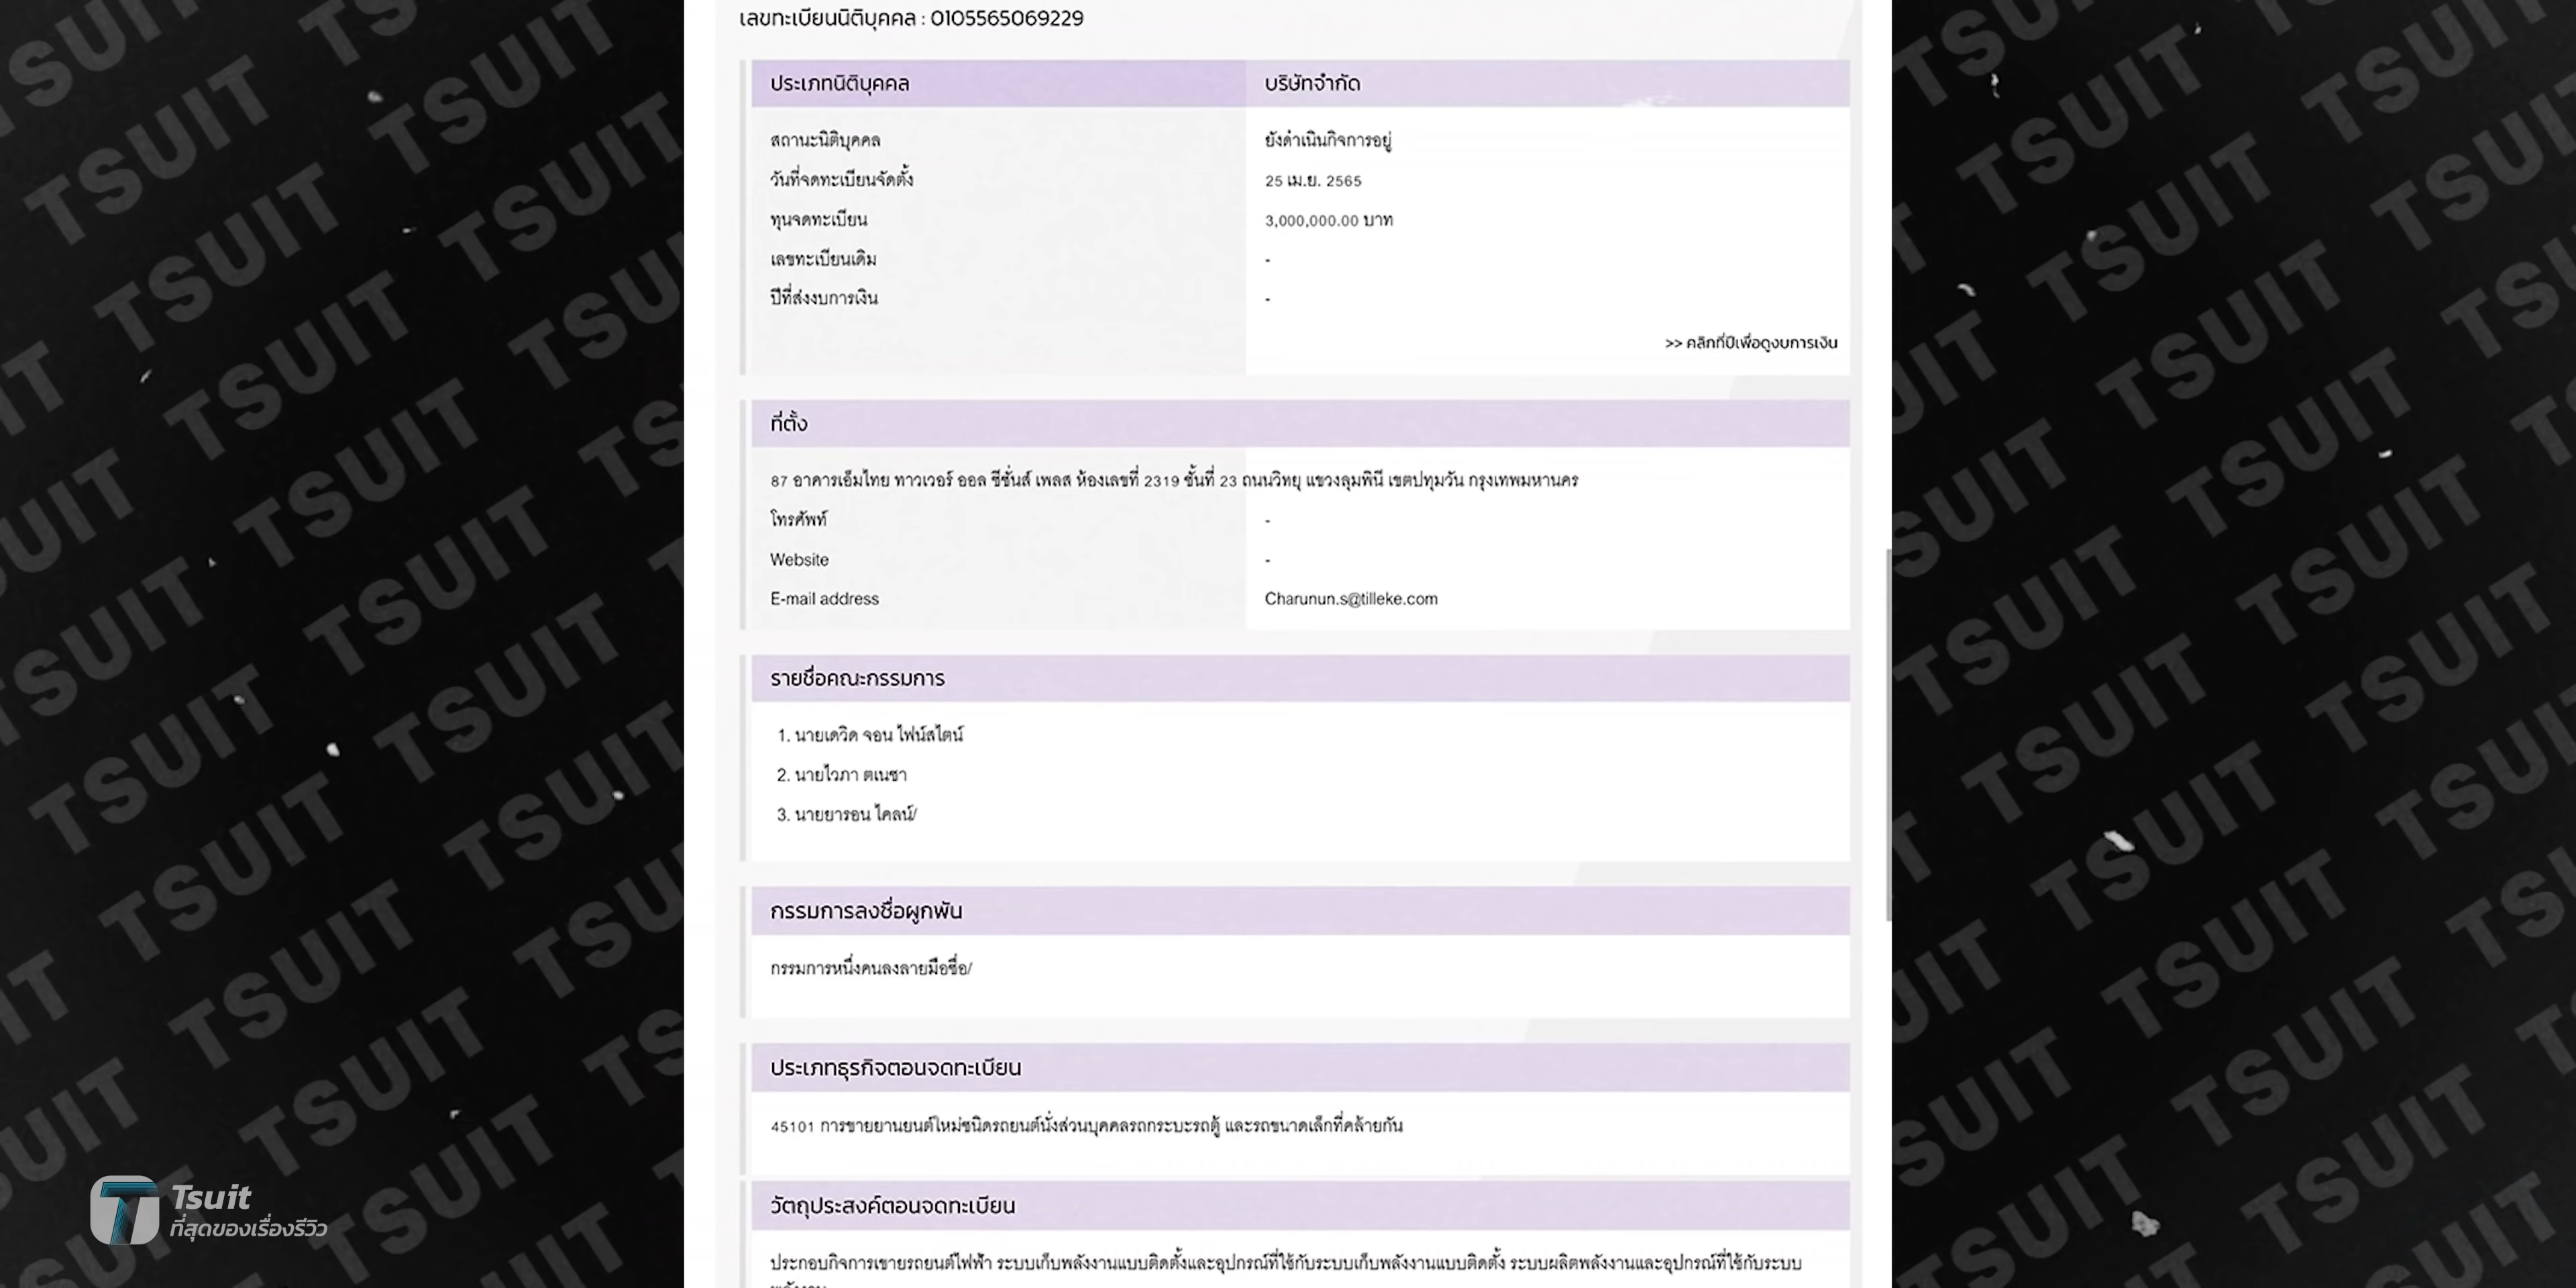 เลขทะเบียนนิติบุคคล : 0105565069229
ประเภทนิติบุคคล บริษัทจำกัด
สถานะนิติบุคคล ยังดำเนินกิจการอยู่
วันที่จดทะเบียนจัดตั้ง 25 เม.ย. 2565
ทุนจดทะเบียน 3,000,000.00 บาท
เลขทะเบียนเดิม -
ปีที่ส่งงบการเงิน -
>> คลิกที่ปีเพื่อดูงบการเงิน
ที่ตั้ง
87 อาคารเอ็มไทย ทาวเวอร์ ออล ซีซั่นส์ เพลส ห้องเลขที่ 2319 ชั้นที่ 23 ถนนวิทยุ แขวงลุมพินี เขตปทุมวัน กรุงเทพมหานคร
โทรศัพท์ -
Website -
E-mail address Charunun.s@tilleke.com
รายชื่อคณะกรรมการ
1. นายเดวิด จอน ไฟน์สไตน์
2. นายไวภา ตเนชา
3. นายยารอน ไคลน์/
กรรมการลงชื่อผูกพัน
กรรมการหนึ่งคนลงลายมือชื่อ/
ประเภทธุรกิจตอนจดทะเบียน
45101 การขายยานยนต์ใหม่ชนิดรถยนต์นั่งส่วนบุคคลรถกระบะรถตู้ และรถขนาดเล็กที่คล้ายกัน
วัตถุประสงค์ตอนจดทะเบียน
ประกอบกิจการเขายรถยนต์ไฟฟ้า ระบบเก็บพลังงานแบบติดตั้งและอุปกรณ์ที่ใช้กับระบบเก็บพลังงานแบบติดตั้ง ระบบผลิตพลังงานและอุปกรณ์ที่ใช้กับระบบ
Tsuit
ที่สุดของเรื่องรีวิว
TSUIT